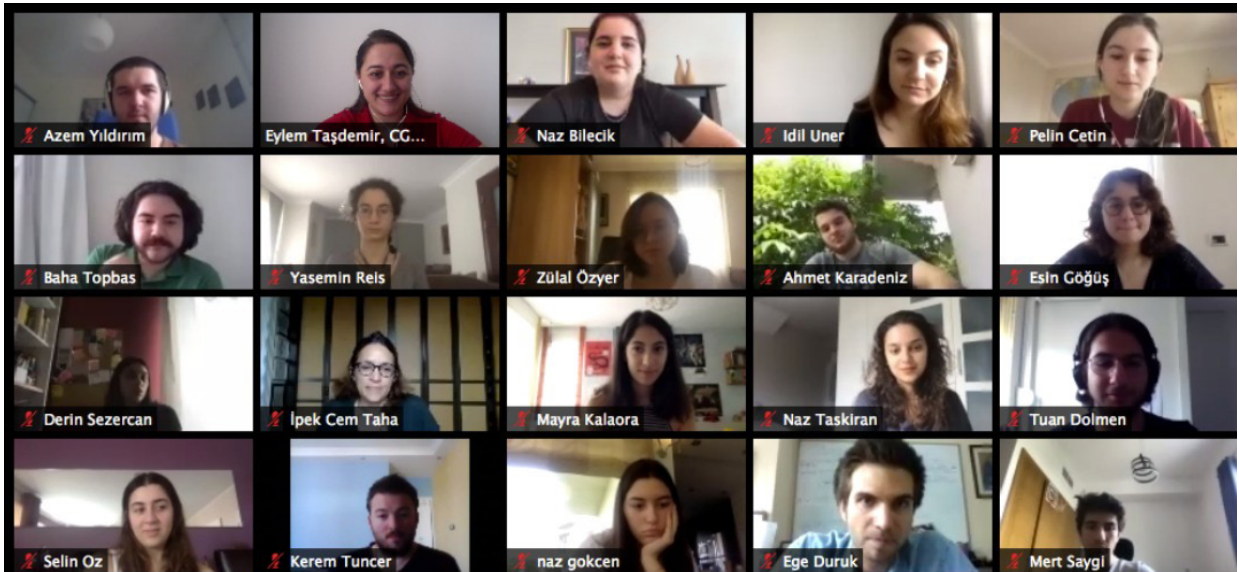 Azem Yıldırım
Eylem Taşdemir, CG...
Naz Bilecik
Idil Uner
Pelin Cetin
Baha Topbas
Yasemin Reis
Zülal Özyer
Ahmet Karadeniz
Esin Göğüş
Derin Sezercan
İpek Cem Taha
Mayra Kalaora
Naz Taskiran
Tuan Dolmen
Selin Oz
Kerem Tuncer
naz gokcen
Ege Duruk
Mert Saygi